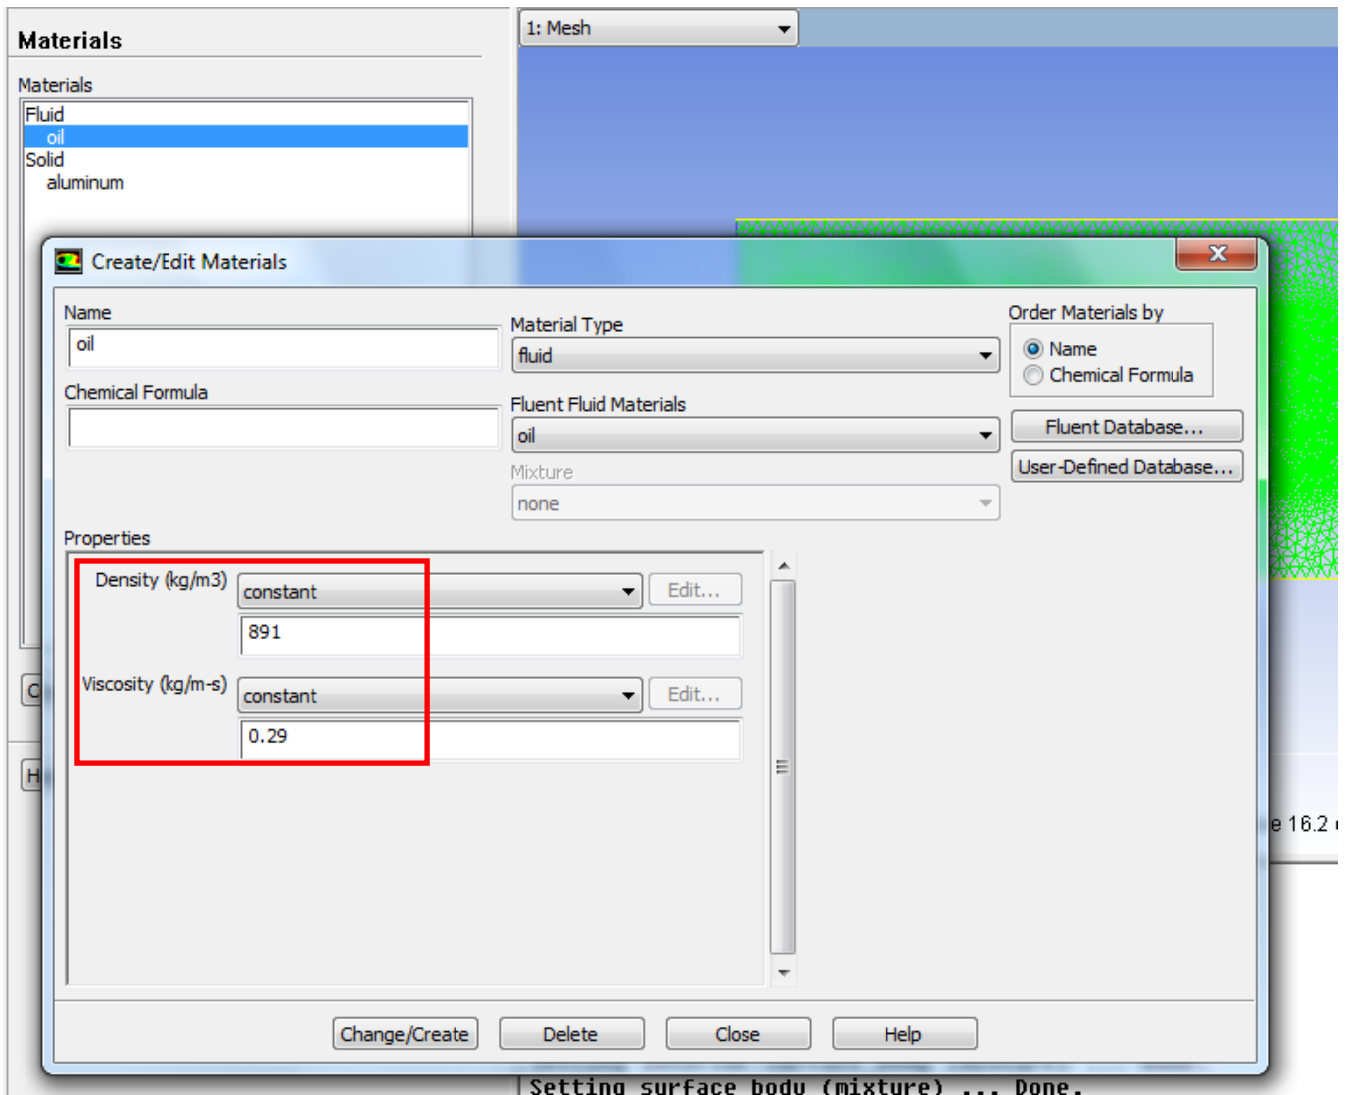 Materials
1: Mesh
Materials
Fluid
oil
Solid
aluminum
Create/Edit Materials
Name
oil
Chemical Formula
Material Type
fluid
Fluent Fluid Materials
oil
Mixture
none
Order Materials by
Name
Chemical Formula
Fluent Database...
User-Defined Database...
Properties
Density (kg/m3)
constant
Edit...
891
Viscosity (kg/m-s)
constant
Edit...
0.29
C
H
e 16.2
Change/Create
Delete
Close
Help
Setting surface body (mixture) ... Done.